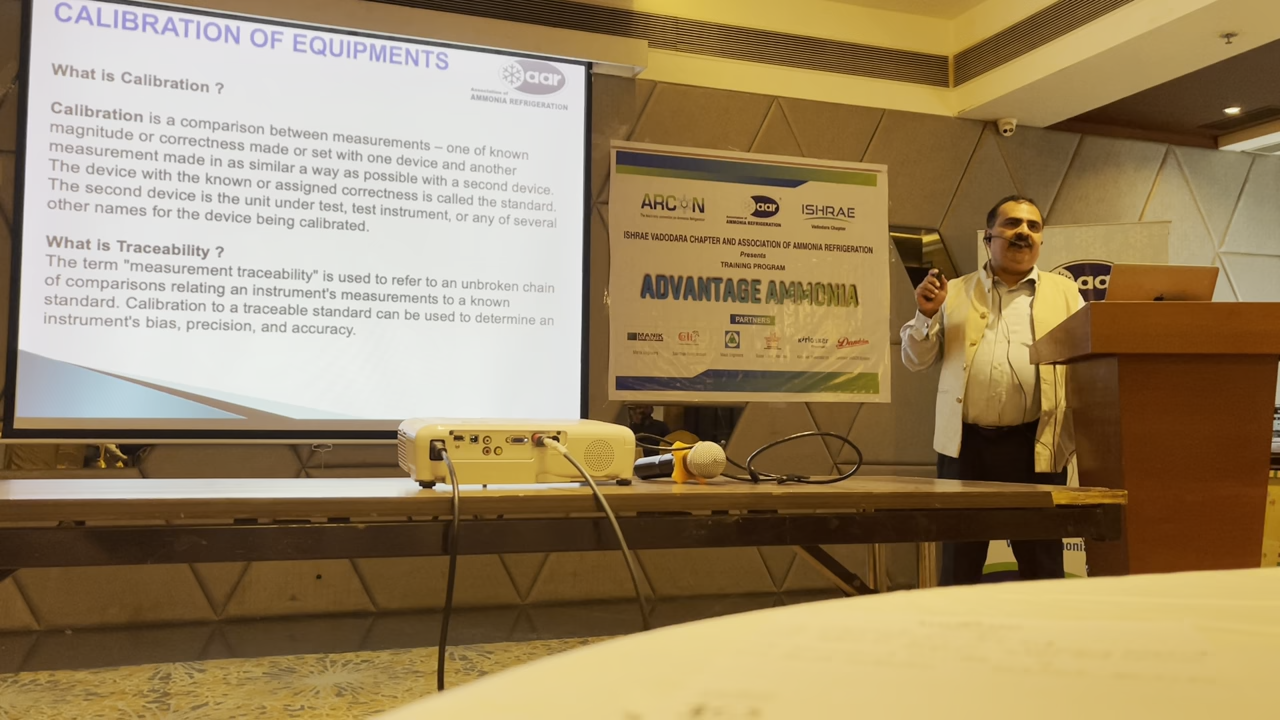 CALIBRATION OF EQUIPMENTS
aar
Association of
AMMONIA REFRIGERATION
What is Calibration ?
Calibration is a comparison between measurements – one of known
magnitude or correctness made or set with one device and another
measurement made in as similar a way as possible with a second device.
The device with the known or assigned correctness is called the standard.
The second device is the unit under test, test instrument, or any of several
other names for the device being calibrated.
What is Traceability ?
The term "measurement traceability" is used to refer to an unbroken chain
of comparisons relating an instrument's measurements to a known
standard. Calibration to a traceable standard can be used to determine an
instrument's bias, precision, and accuracy.
ARCON
aar
Association of
AMMONIA REFRIGERATION
ISHRAE
Vadodara Chapter
ISHRAE VADODARA CHAPTER AND ASSOCIATION OF AMMONIA REFRIGERATION
Presents
TRAINING PROGRAM
ADVANTAGE AMMONIA
PARTNERS
MANIK
kirloskar
aar